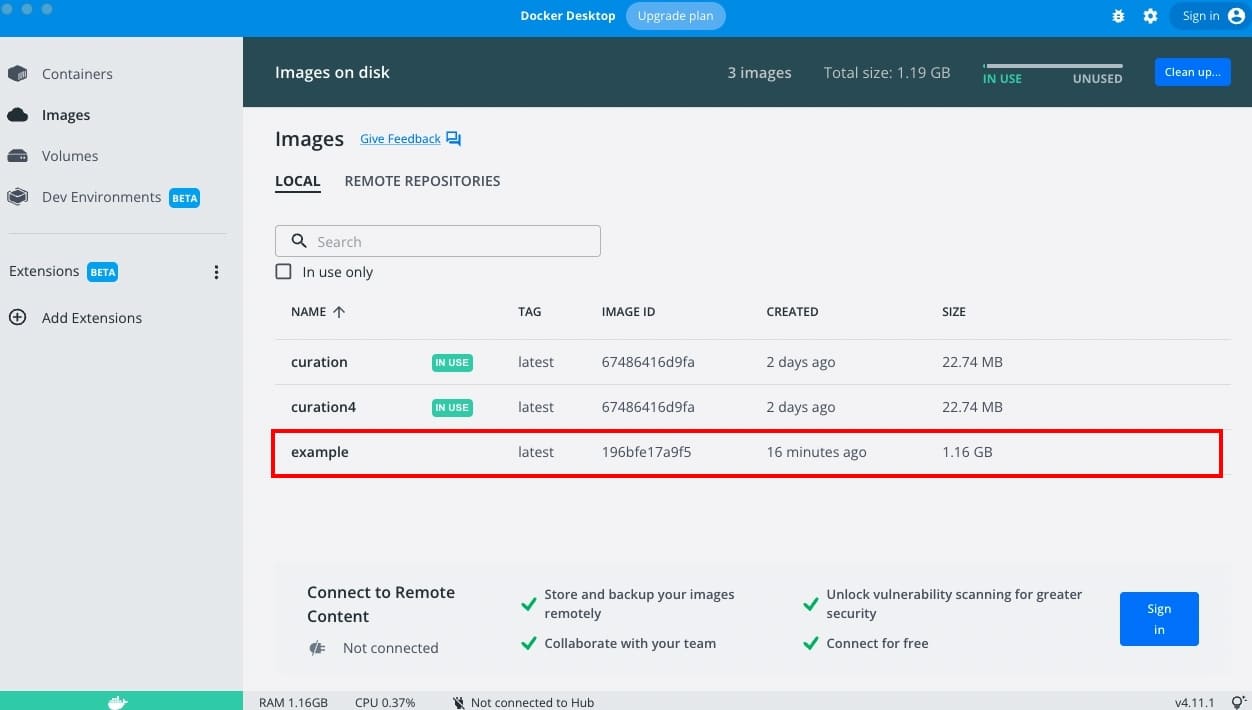 Docker Desktop Upgrade plan Sign in
Containers
Images
Volumes
Dev Environments BETA
Extensions BETA
Add Extensions
Images on disk 3 images Total size: 1.19 GB IN USE UNUSED Clean up...
Images Give Feedback
LOCAL REMOTE REPOSITORIES
Search
In use only
NAME TAG IMAGE ID CREATED SIZE
curation IN USE latest 67486416d9fa 2 days ago 22.74 MB
curation4 IN USE latest 67486416d9fa 2 days ago 22.74 MB
example latest 196bfe17a9f5 16 minutes ago 1.16 GB
Connect to Remote
Content
Not connected
Store and backup your images
remotely
Collaborate with your team
Unlock vulnerability scanning for greater
security
Connect for free
Sign
in
RAM 1.16GB CPU 0.37% Not connected to Hub v4.11.1